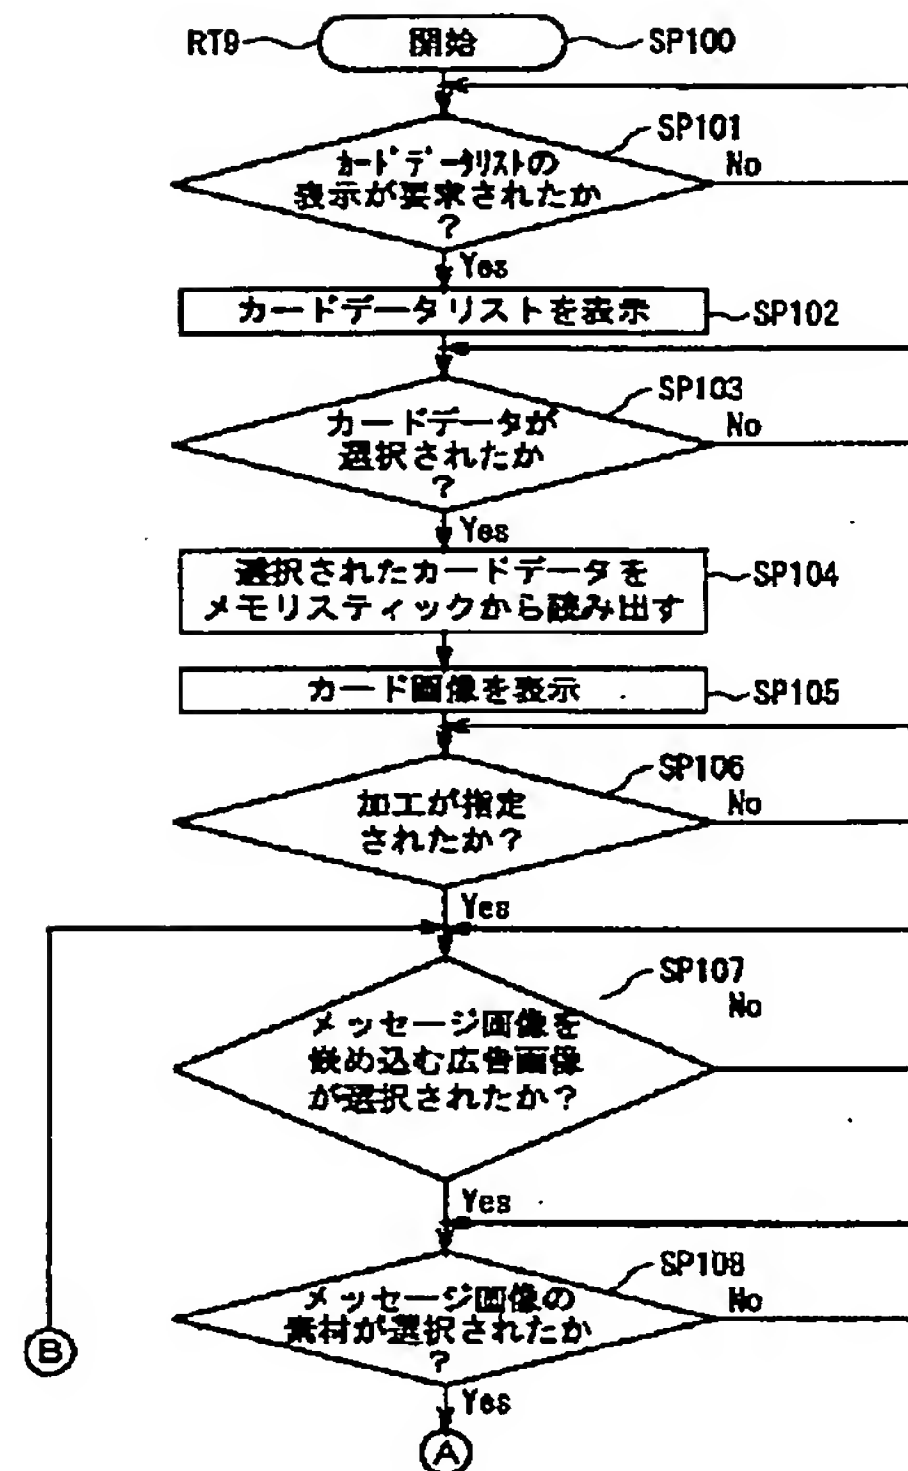 RT9
開始
SP100
SP101
カードデータリストの
表示が要求されたか
?
No
Yes
カードデータリストを表示
SP102
SP103
カードデータが
選択されたか
?
No
Yes
選択されたカードデータを
メモリスティックから読み出す
SP104
カード画像を表示
SP105
SP106
加工が指定
されたか?
No
Yes
SP107
メッセージ画像を
嵌め込む広告画像
が選択されたか?
No
Yes
SP108
メッセージ画像の
素材が選択されたか
?
No
Yes
B
A